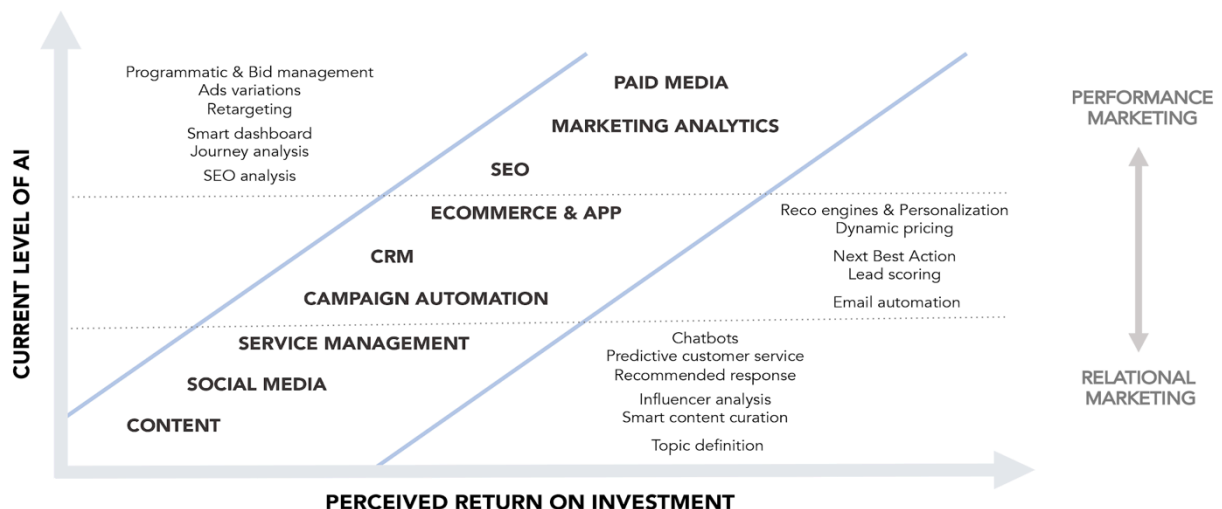 CURRENT LEVEL OF AI
Programmatic & Bid management
Ads variations
Retargeting
Smart dashboard
Journey analysis
SEO analysis
PAID MEDIA
MARKETING ANALYTICS
SEO
ECOMMERCE & APP
CRM
CAMPAIGN AUTOMATION
SERVICE MANAGEMENT
SOCIAL MEDIA
CONTENT
Reco engines & Personalization
Dynamic pricing
Next Best Action
Lead scoring
Email automation
Chatbots
Predictive customer service
Recommended response
Influencer analysis
Smart content curation
Topic definition
PERFORMANCE
MARKETING
RELATIONAL
MARKETING
PERCEIVED RETURN ON INVESTMENT